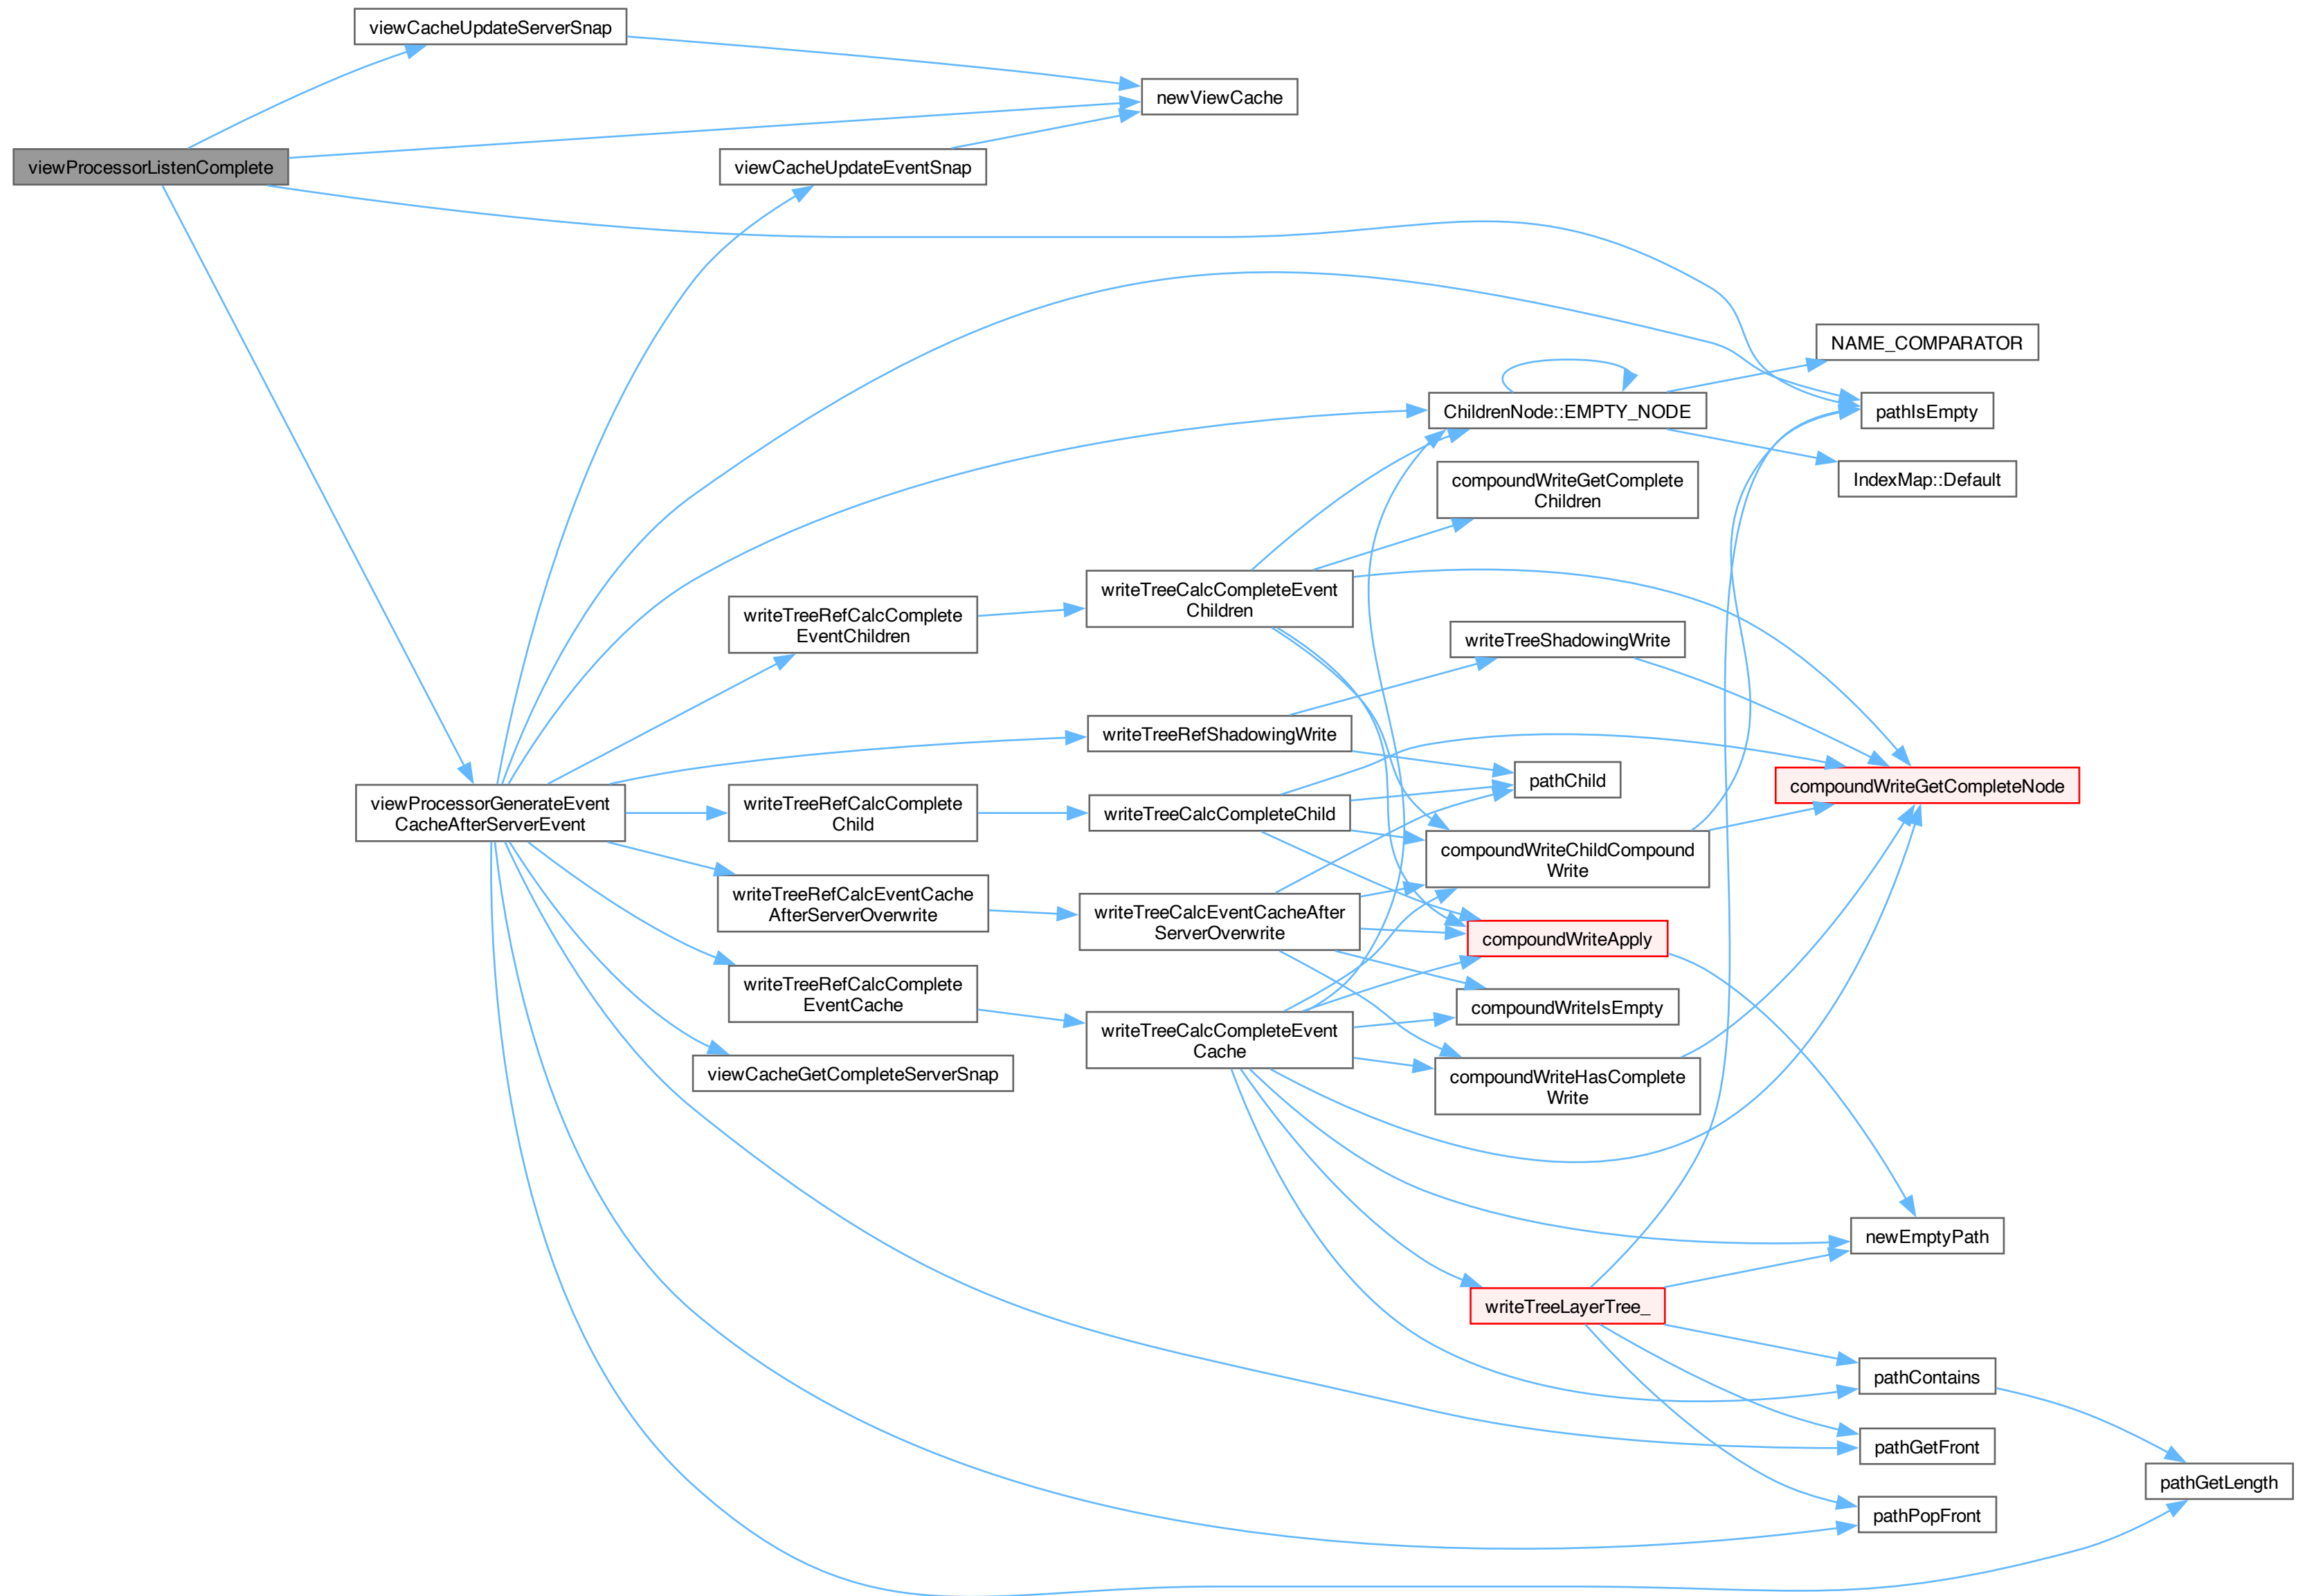 viewCacheUpdateServerSnap
newViewCache
viewProcessorListenComplete
viewCacheUpdateEventSnap
NAME_COMPARATOR
ChildrenNode::EMPTY_NODE
pathIsEmpty
compoundWriteGetComplete
Children
IndexMap::Default
writeTreeCalcCompleteEvent
Children
writeTreeRefCalcComplete
EventChildren
writeTreeShadowingWrite
writeTreeRefShadowingWrite
pathChild
compoundWriteGetCompleteNode
viewProcessorGenerateEvent
CacheAfterServerEvent
writeTreeRefCalcComplete
Child
writeTreeCalcCompleteChild
compoundWriteChildCompound
Write
writeTreeRefCalcEventCache
AfterServerOverwrite
writeTreeCalcEventCacheAfter
ServerOverwrite
compoundWriteApply
writeTreeRefCalcComplete
EventCache
compoundWriteIsEmpty
writeTreeCalcCompleteEvent
Cache
viewCacheGetCompleteServerSnap
compoundWriteHasComplete
Write
newEmptyPath
writeTreeLayerTree_
pathContains
pathGetFront
pathGetLength
pathPopFront